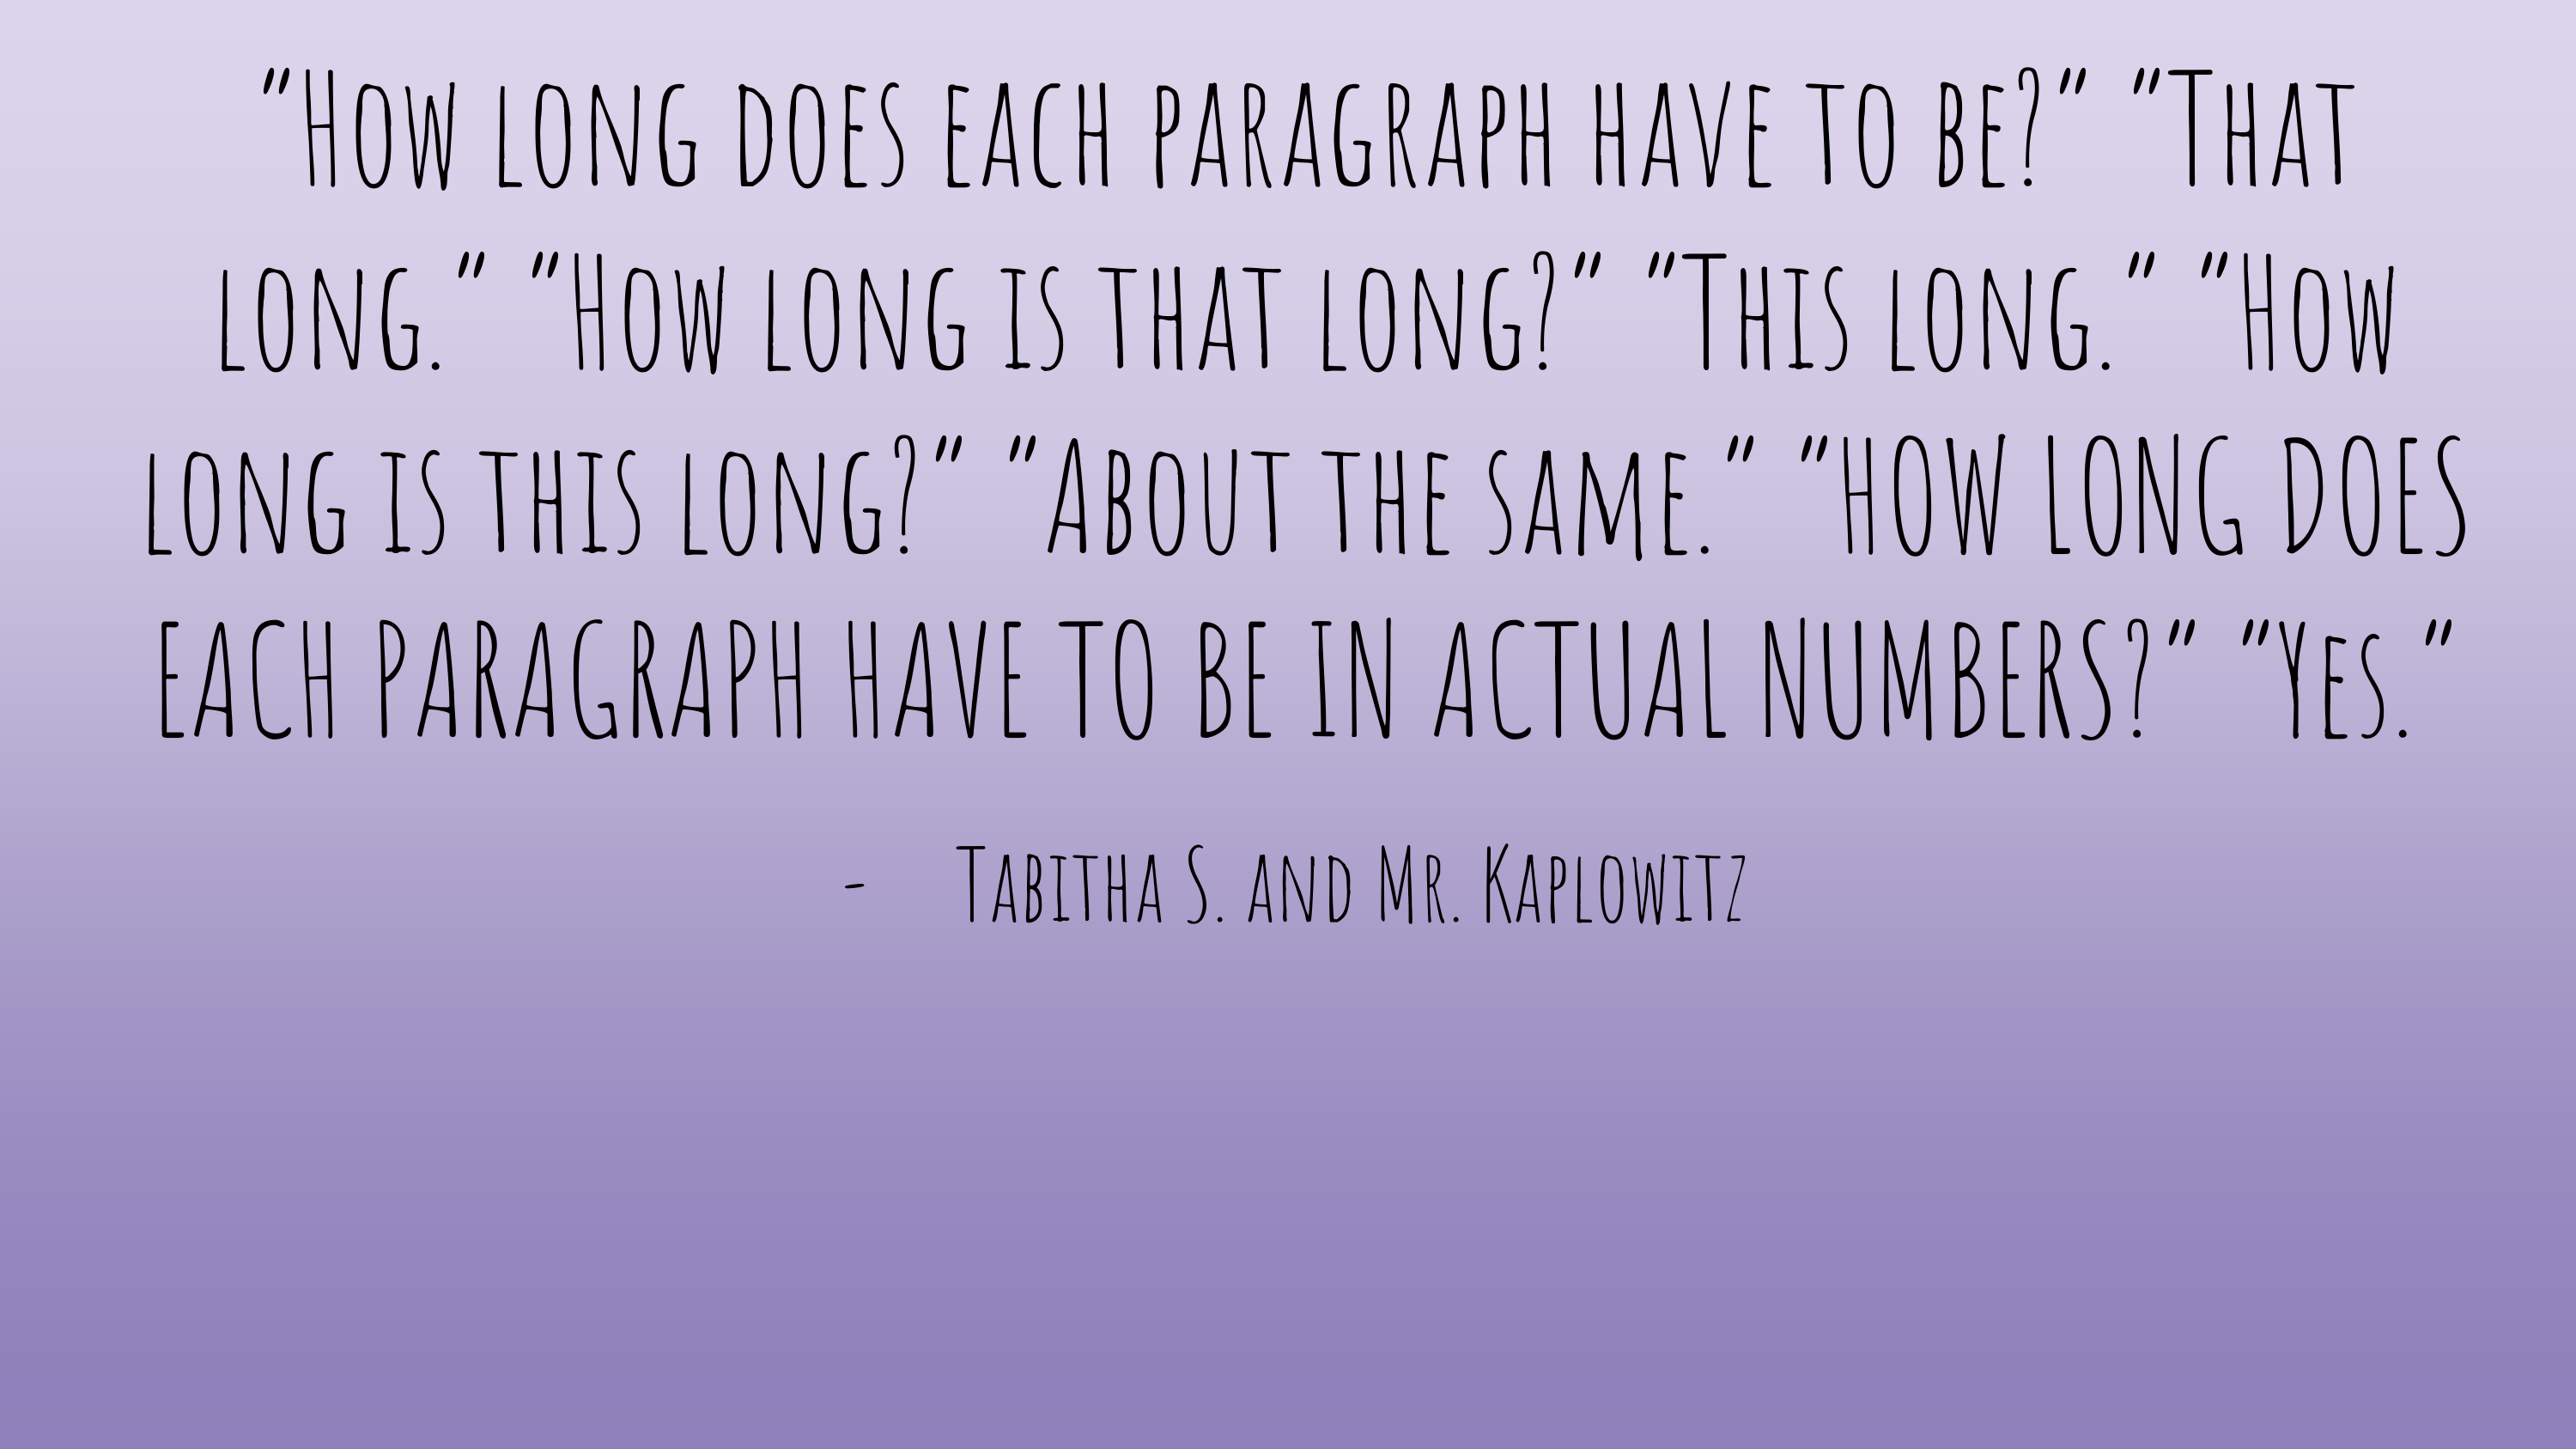 "How long does each paragraph have to be?" "That
long." "How long is that long?" "This long." "How
long is this long?" "About the same." "HOW LONG DOES
EACH PARAGRAPH HAVE TO BE IN ACTUAL NUMBERS?" "Yes."
- Tabitha S. and Mr. Kaplowitz